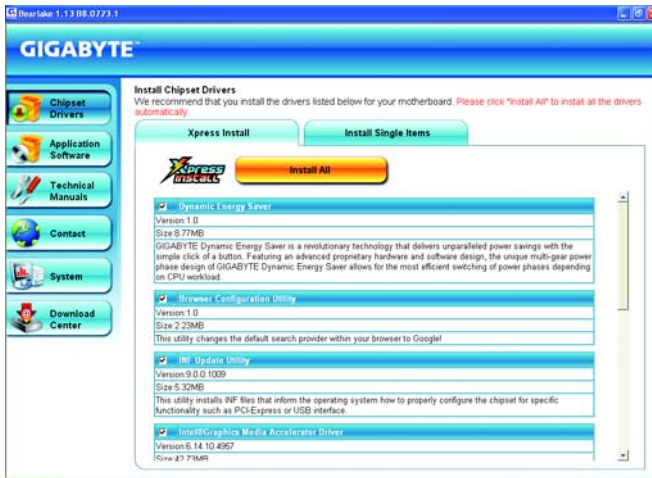 Bearlake 1.13 B8.0723.1
GIGABYTE™
Chipset
Drivers
Application
Software
Technical
Manuals
Contact
System
Download
Center
Install Chipset Drivers
We recommend that you install the drivers listed below for your motherboard. Please click "Install All" to install all the drivers
automatically.
Xpress Install
Install Single Items
Xpress
INSTALL
Install All
Dynamic Energy Saver
Version:1.0
Size:8.77MB
GIGABYTE Dynamic Energy Saver is a revolutionary technology that delivers unparalleled power savings with the
simple click of a button. Featuring an advanced proprietary hardware and software design, the unique multi-gear power
phase design of GIGABYTE Dynamic Energy Saver allows for the most efficient switching of power phases depending
on CPU workload.
Browser Configuration Utility
Version:1.0
Size:2.23MB
This utility changes the default search provider within your browser to Google!
INF Update Utility
Version:9.0.0.1009
Size:5.32MB
This utility installs INF files that inform the operating system how to properly configure the chipset for specific
functionality such as PCI-Express or USB interface.
Intel®Graphics Media Accelerator Driver
Version:6.14.10.4957
Size:42.73MB